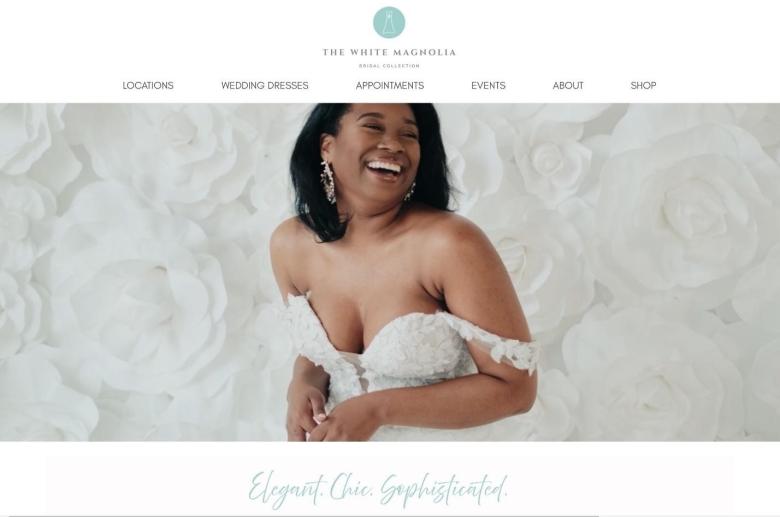 THE WHITE MAGNOLIA
BRIDAL COLLECTION
LOCATIONS WEDDING DRESSES APPOINTMENTS EVENTS ABOUT SHOP
Elegant. Chic. Sophisticated.